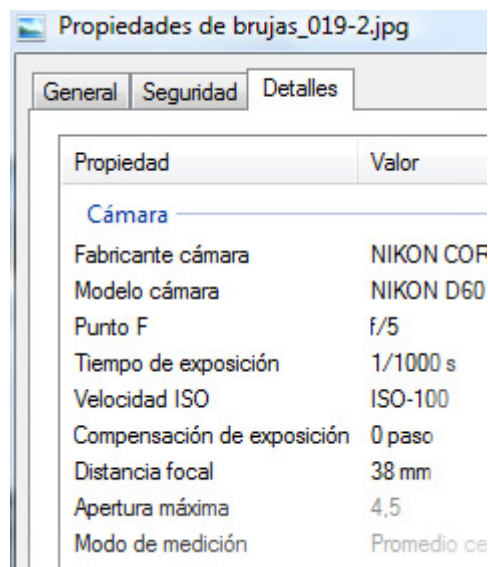 Propiedades de brujas_019-2.jpg
General Seguridad Detalles
Propiedad Valor
Cámara
Fabricante cámara NIKON COR
Modelo cámara NIKON D60
Punto F f/5
Tiempo de exposición 1/1000 s
Velocidad ISO ISO-100
Compensación de exposición 0 paso
Distancia focal 38 mm
Apertura máxima 4,5
Modo de medición Promedio ce